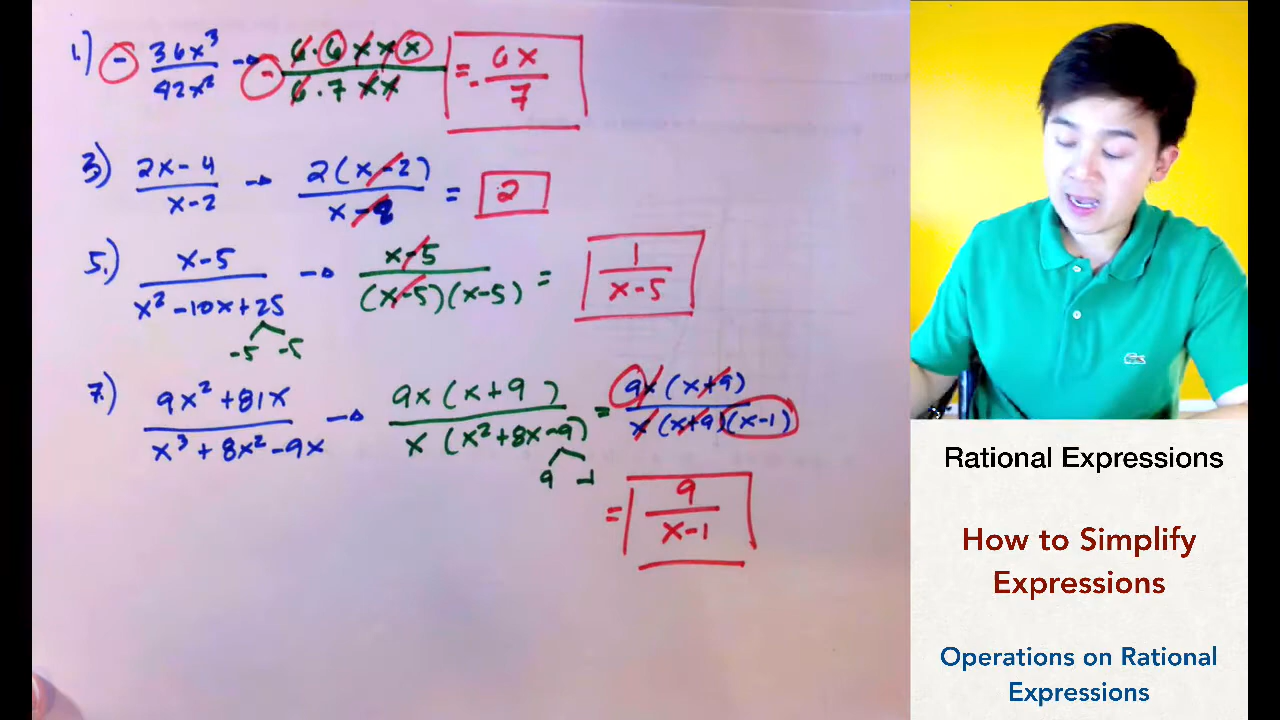 1.) - 36x³/42x² → - 6·6xxx/6·7xx = - 6x/7
3.) 2x-4/x-2 → 2(x-2)/x-2 = 2
5.) x-5/x²-10x+25 → x-5/(x-5)(x-5) = 1/x-5
-5 -5
7.) 9x²+81x/x³+8x²-9x → 9x(x+9)/x(x²+8x-9) = 9x(x+9)/x(x+9)(x-1)
9 -1
= 9/x-1
Rational Expressions
How to Simplify
Expressions
Operations on Rational
Expressions